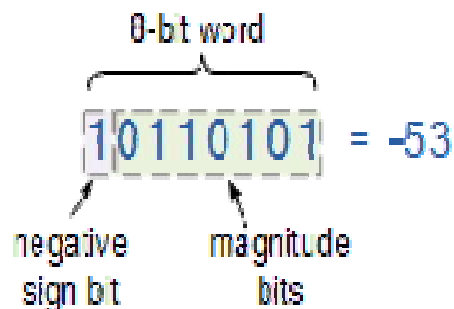 8-bit word
10110101 = -53
negative
sign bit
magnitude
bits